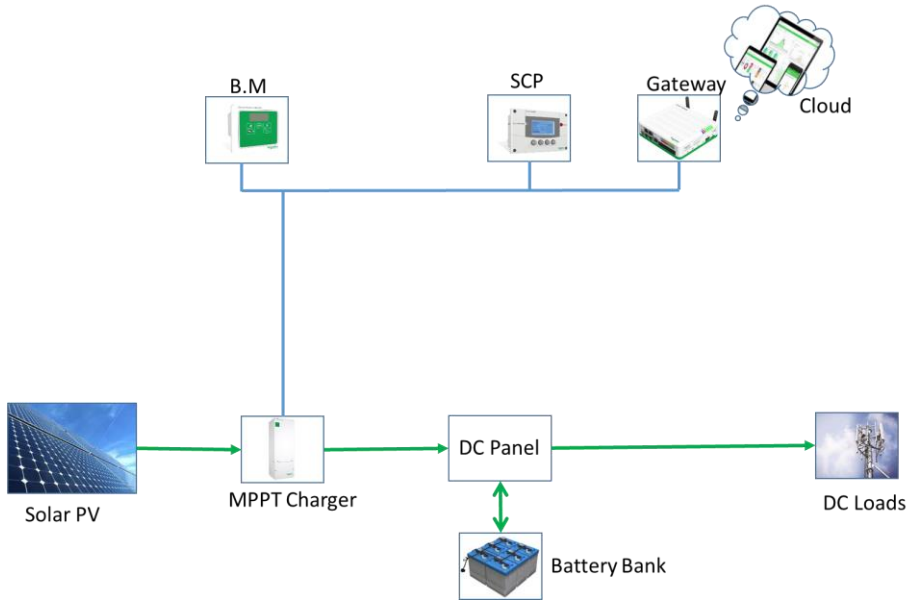 B.M
SCP
Gateway
Cloud
DC Panel
Solar PV
MPPT Charger
DC Loads
Battery Bank